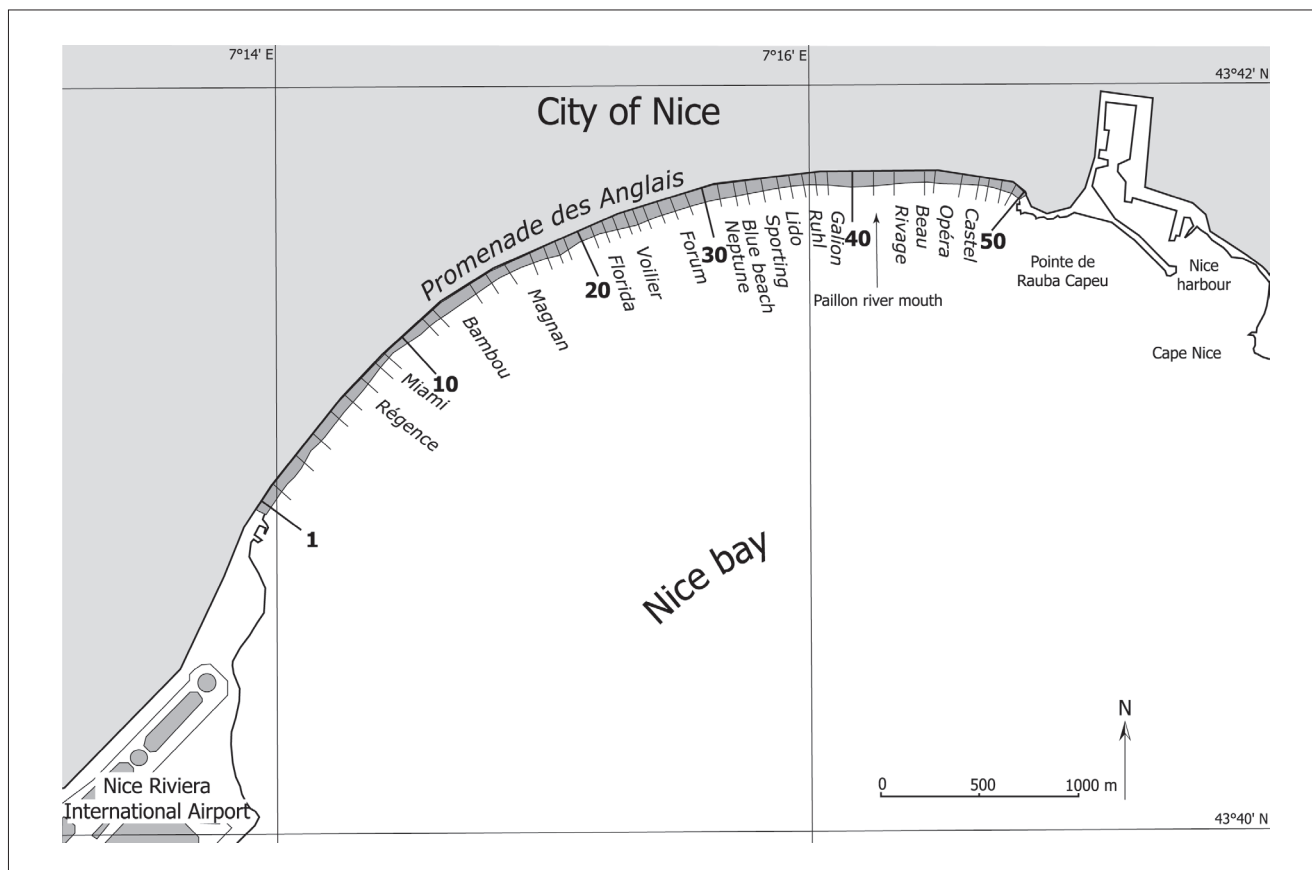 7°14' E
7°16' E
43°42' N
City of Nice
Promenade des Anglais
Pointe de
Rauba Capeu
Nice
harbour
Cape Nice
50
Castel
Opéra
Beau
Rivage
Paillon river mouth
40
Galion
Ruhl
Lido
Sporting
Blue beach
Neptune
30
Forum
Voilier
Florida
20
Magnan
Bambou
10
Miami
Régence
1
Nice bay
N
0 500 1000 m
Nice Riviera
International Airport
43°40' N